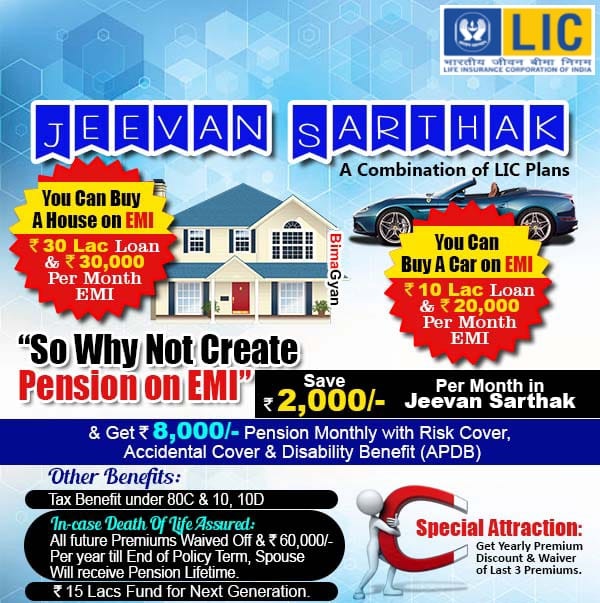 LIC
भारतीय जीवन बीमा निगम
LIFE INSURANCE CORPORATION OF INDIA
JEEVAN SARTHAK
A Combination of LIC Plans
You Can Buy
A House on EMI
₹ 30 Lac Loan
& ₹ 30,000
Per Month
EMI
BimaGyan
You Can
Buy A Car on EMI
₹ 10 Lac Loan
& ₹ 20,000
Per Month
EMI
“So Why Not Create
Pension on EMI”
Save
₹ 2,000/-
Per Month in
Jeevan Sarthak
& Get ₹ 8,000/- Pension Monthly with Risk Cover,
Accidental Cover & Disability Benefit (APDB)
Other Benefits:
Tax Benefit under 80C & 10, 10D
In-case Death Of Life Assured:
All future Premiums Waived Off & ₹ 60,000/-
Per year till End of Policy Term, Spouse
Will receive Pension Lifetime.
₹ 15 Lacs Fund for Next Generation.
Special Attraction:
Get Yearly Premium
Discount & Waiver
of Last 3 Premiums.